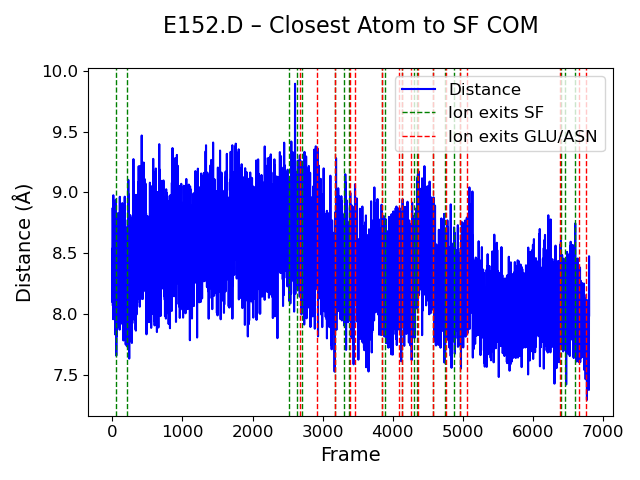 E152.D – Closest Atom to SF COM
Distance
Ion exits SF
Ion exits GLU/ASN
Distance (Å)
10.0
9.5
9.0
8.5
8.0
7.5
0
1000
2000
3000
4000
5000
6000
7000
Frame